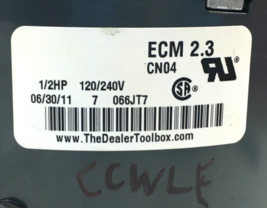 ECM 2.3
CN04
1/2HP 120/240V
06/30/11 7 066JT7
www.TheDealerToolbox.com
CCWLE